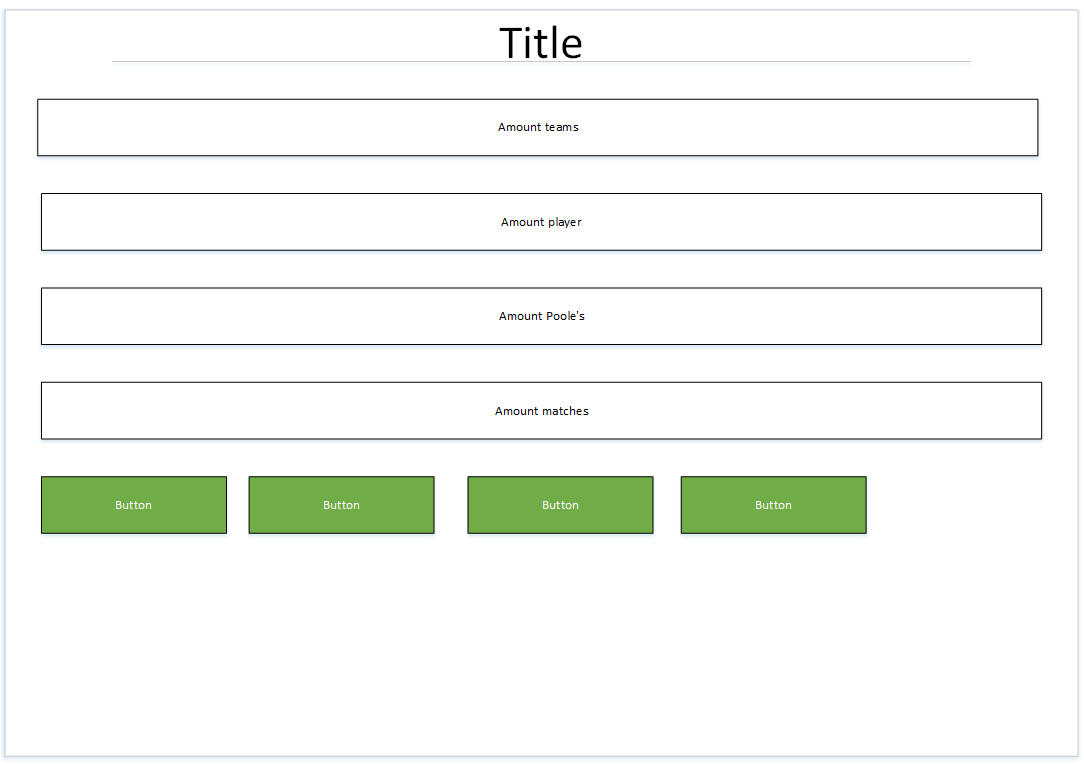 Title
Amount teams
Amount player
Amount Poole's
Amount matches
Button
Button
Button
Button